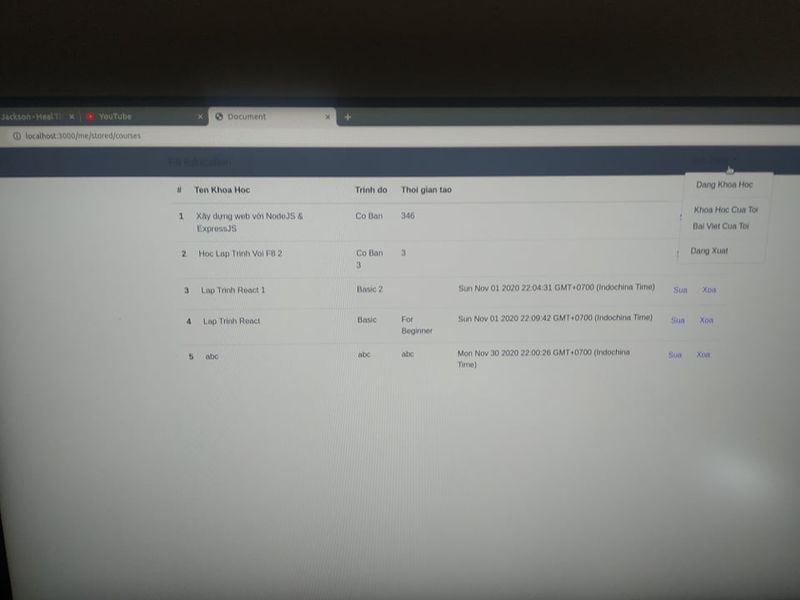 Jackson - Heal T
YouTube
Document
localhost:3000/me/stored/courses
F8 Education
# Ten Khoa Hoc Trinh do Thoi gian tao
Dang Khoa Hoc
Khoa Hoc Cua Toi
Bai Viet Cua Toi
Dang Xuat
1 Xây dựng web với NodeJS & Co Ban 346
ExpressJS
2 Hoc Lap Trinh Voi F8 2 Co Ban 3
3
3 Lap Trinh React 1 Basic 2 Sun Nov 01 2020 22:04:31 GMT+0700 (Indochina Time) Sua Xoa
4 Lap Trinh React Basic For Sun Nov 01 2020 22:09:42 GMT+0700 (Indochina Time) Sua Xoa
Beginner
5 abc abc abc Mon Nov 30 2020 22:00:26 GMT+0700 (Indochina Sua Xoa
Time)